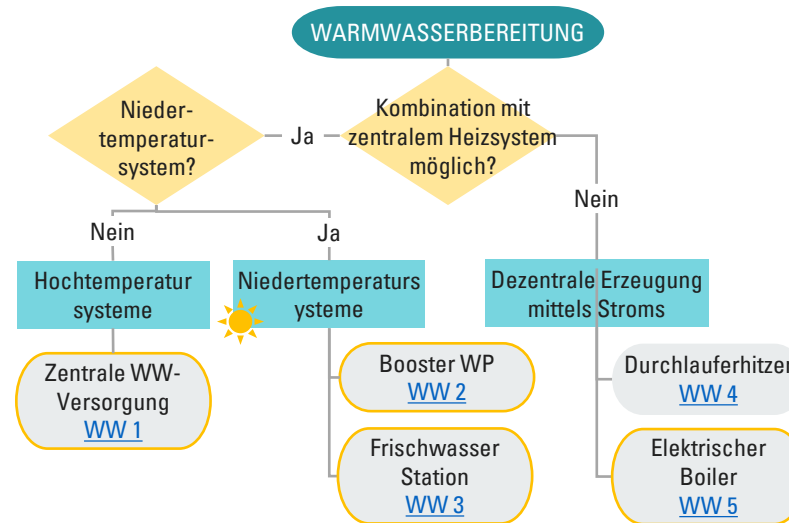 WARMWASSERBEREITUNG
Nieder-
temperatur-
system?
Ja
Kombination mit
zentralem Heizsystem
möglich?
Nein
Ja
Nein
Hochtemperatur
systeme
Niedertemperaturs
ysteme
Dezentrale Erzeugung
mittels Stroms
Zentrale WW-
Versorgung
WW 1
Booster WP
WW 2
Durchlauferhitzer
WW 4
Frischwasser
Station
WW 3
Elektrischer
Boiler
WW 5